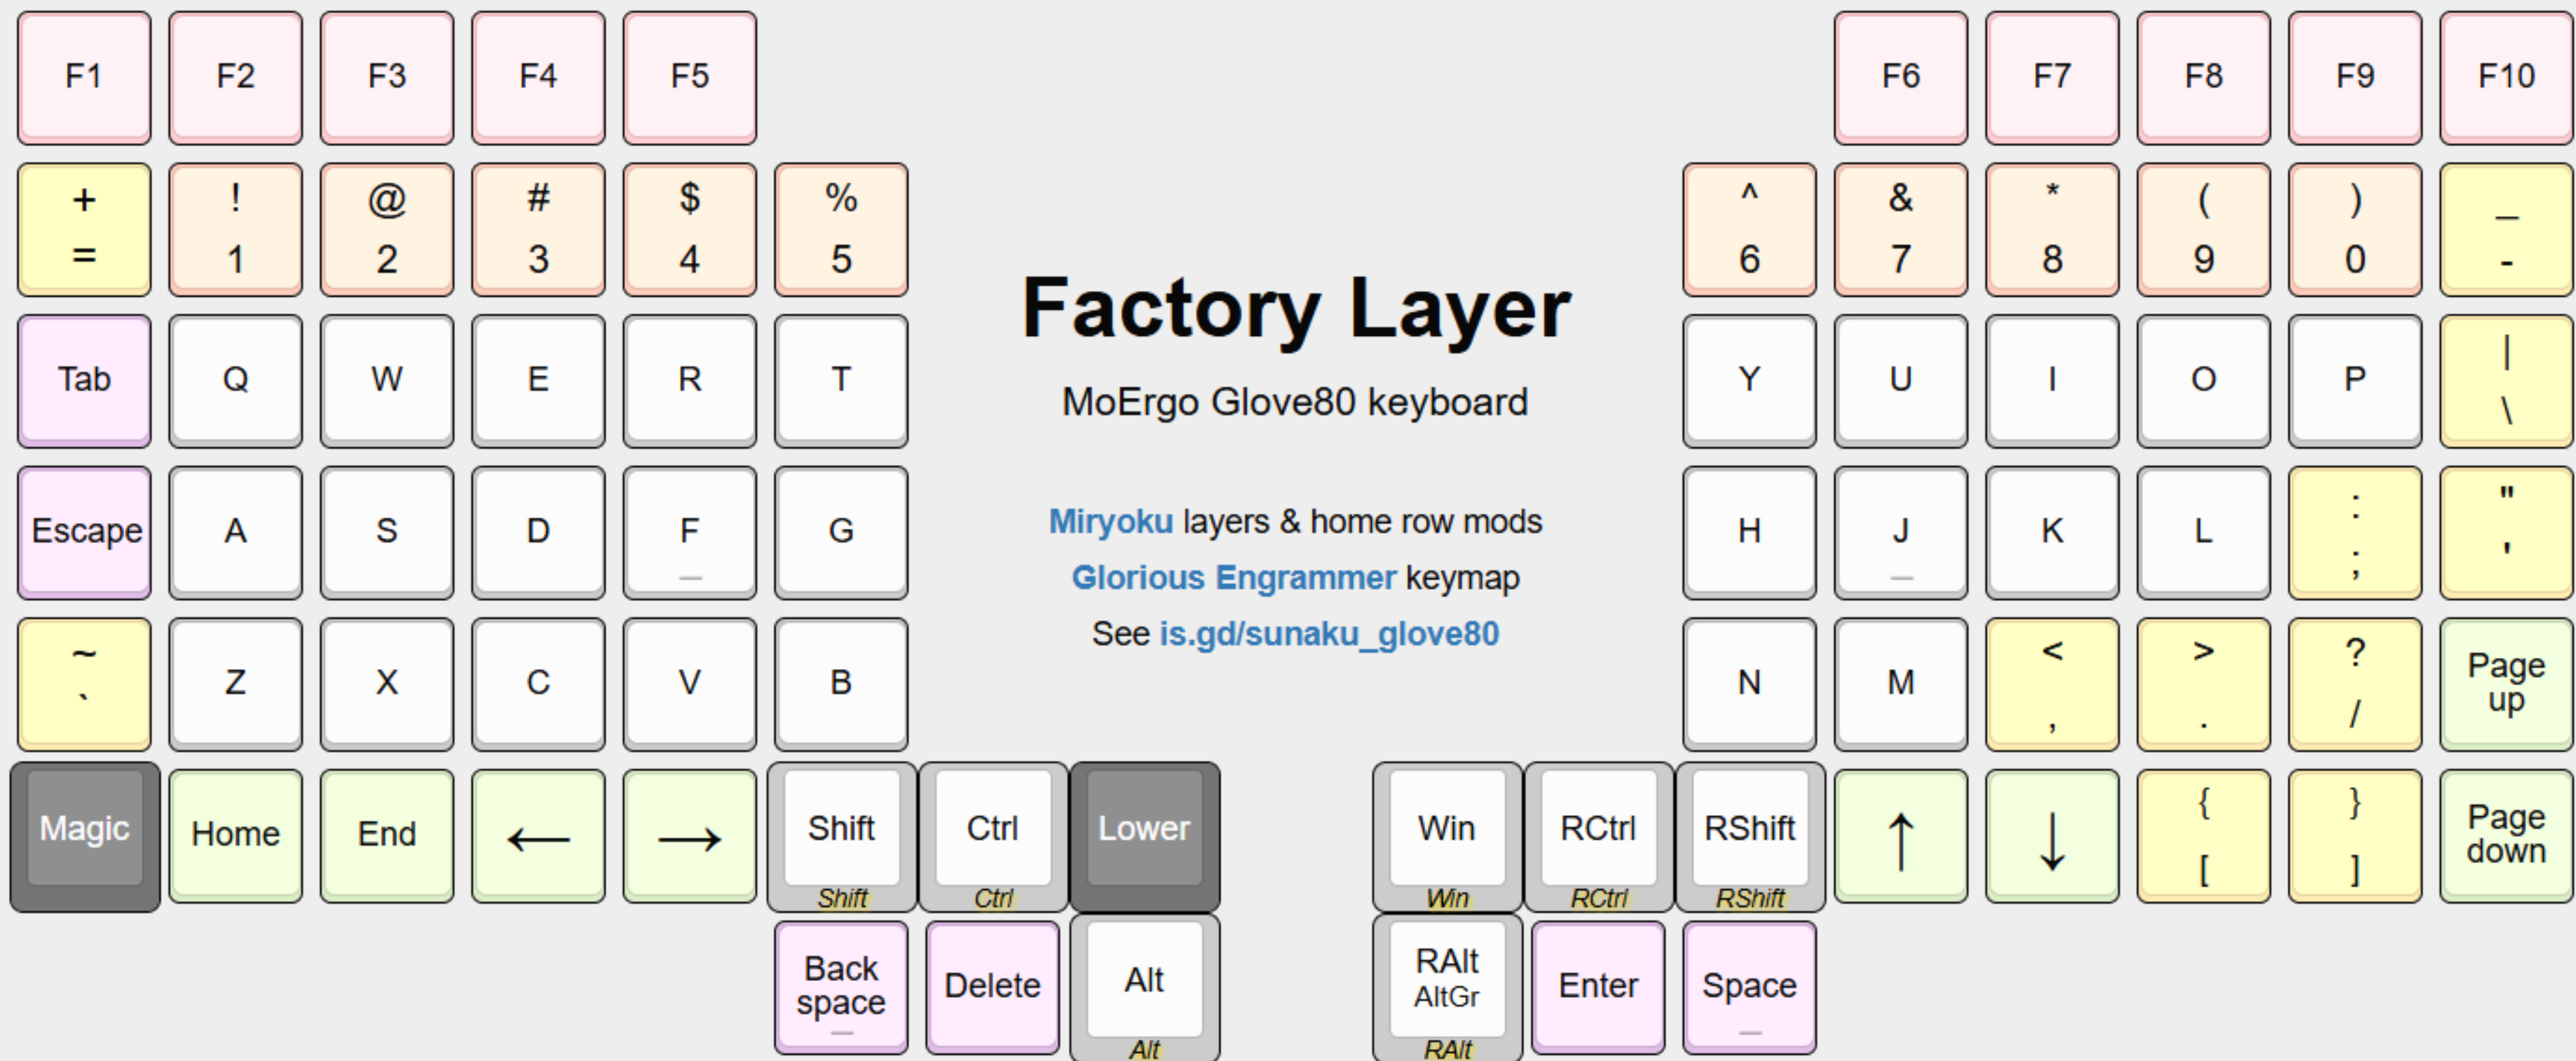 F1 F2 F3 F4 F5 F6 F7 F8 F9 F10
+ ! @ # $ % ^ & * ( ) _
= 1 2 3 4 5 6 7 8 9 0 -
Factory Layer
Tab Q W E R T Y U I O P | \
MoErgo Glove80 keyboard
Escape A S D F G H J K L : ; " '
Miryoku layers & home row mods
Glorious Engrammer keymap
See is.gd/sunaku_glove80
~ ` Z X C V B N M < , > . ? / Page up
Magic Home End ← → Shift Ctrl Lower Win RCtrl RShift ↑ ↓ { [ } ] Page down
Shift Ctrl Win RCtrl RShift
Back space Delete Alt RAlt AltGr Enter Space
Alt RAlt